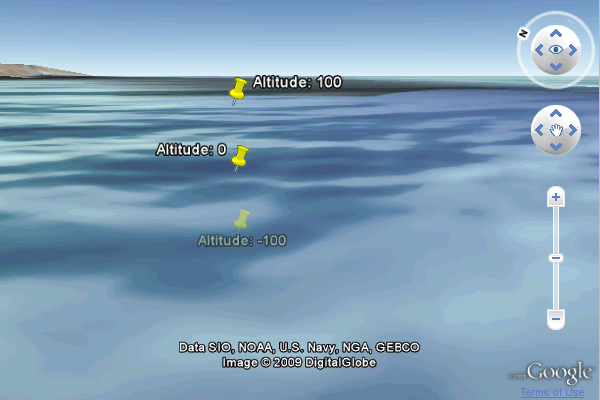 N
Altitude: 100
Altitude: 0
Altitude: -100
Data SIO, NOAA, U.S. Navy, NGA, GEBCO
Image © 2009 DigitalGlobe
Google
Terms of Use